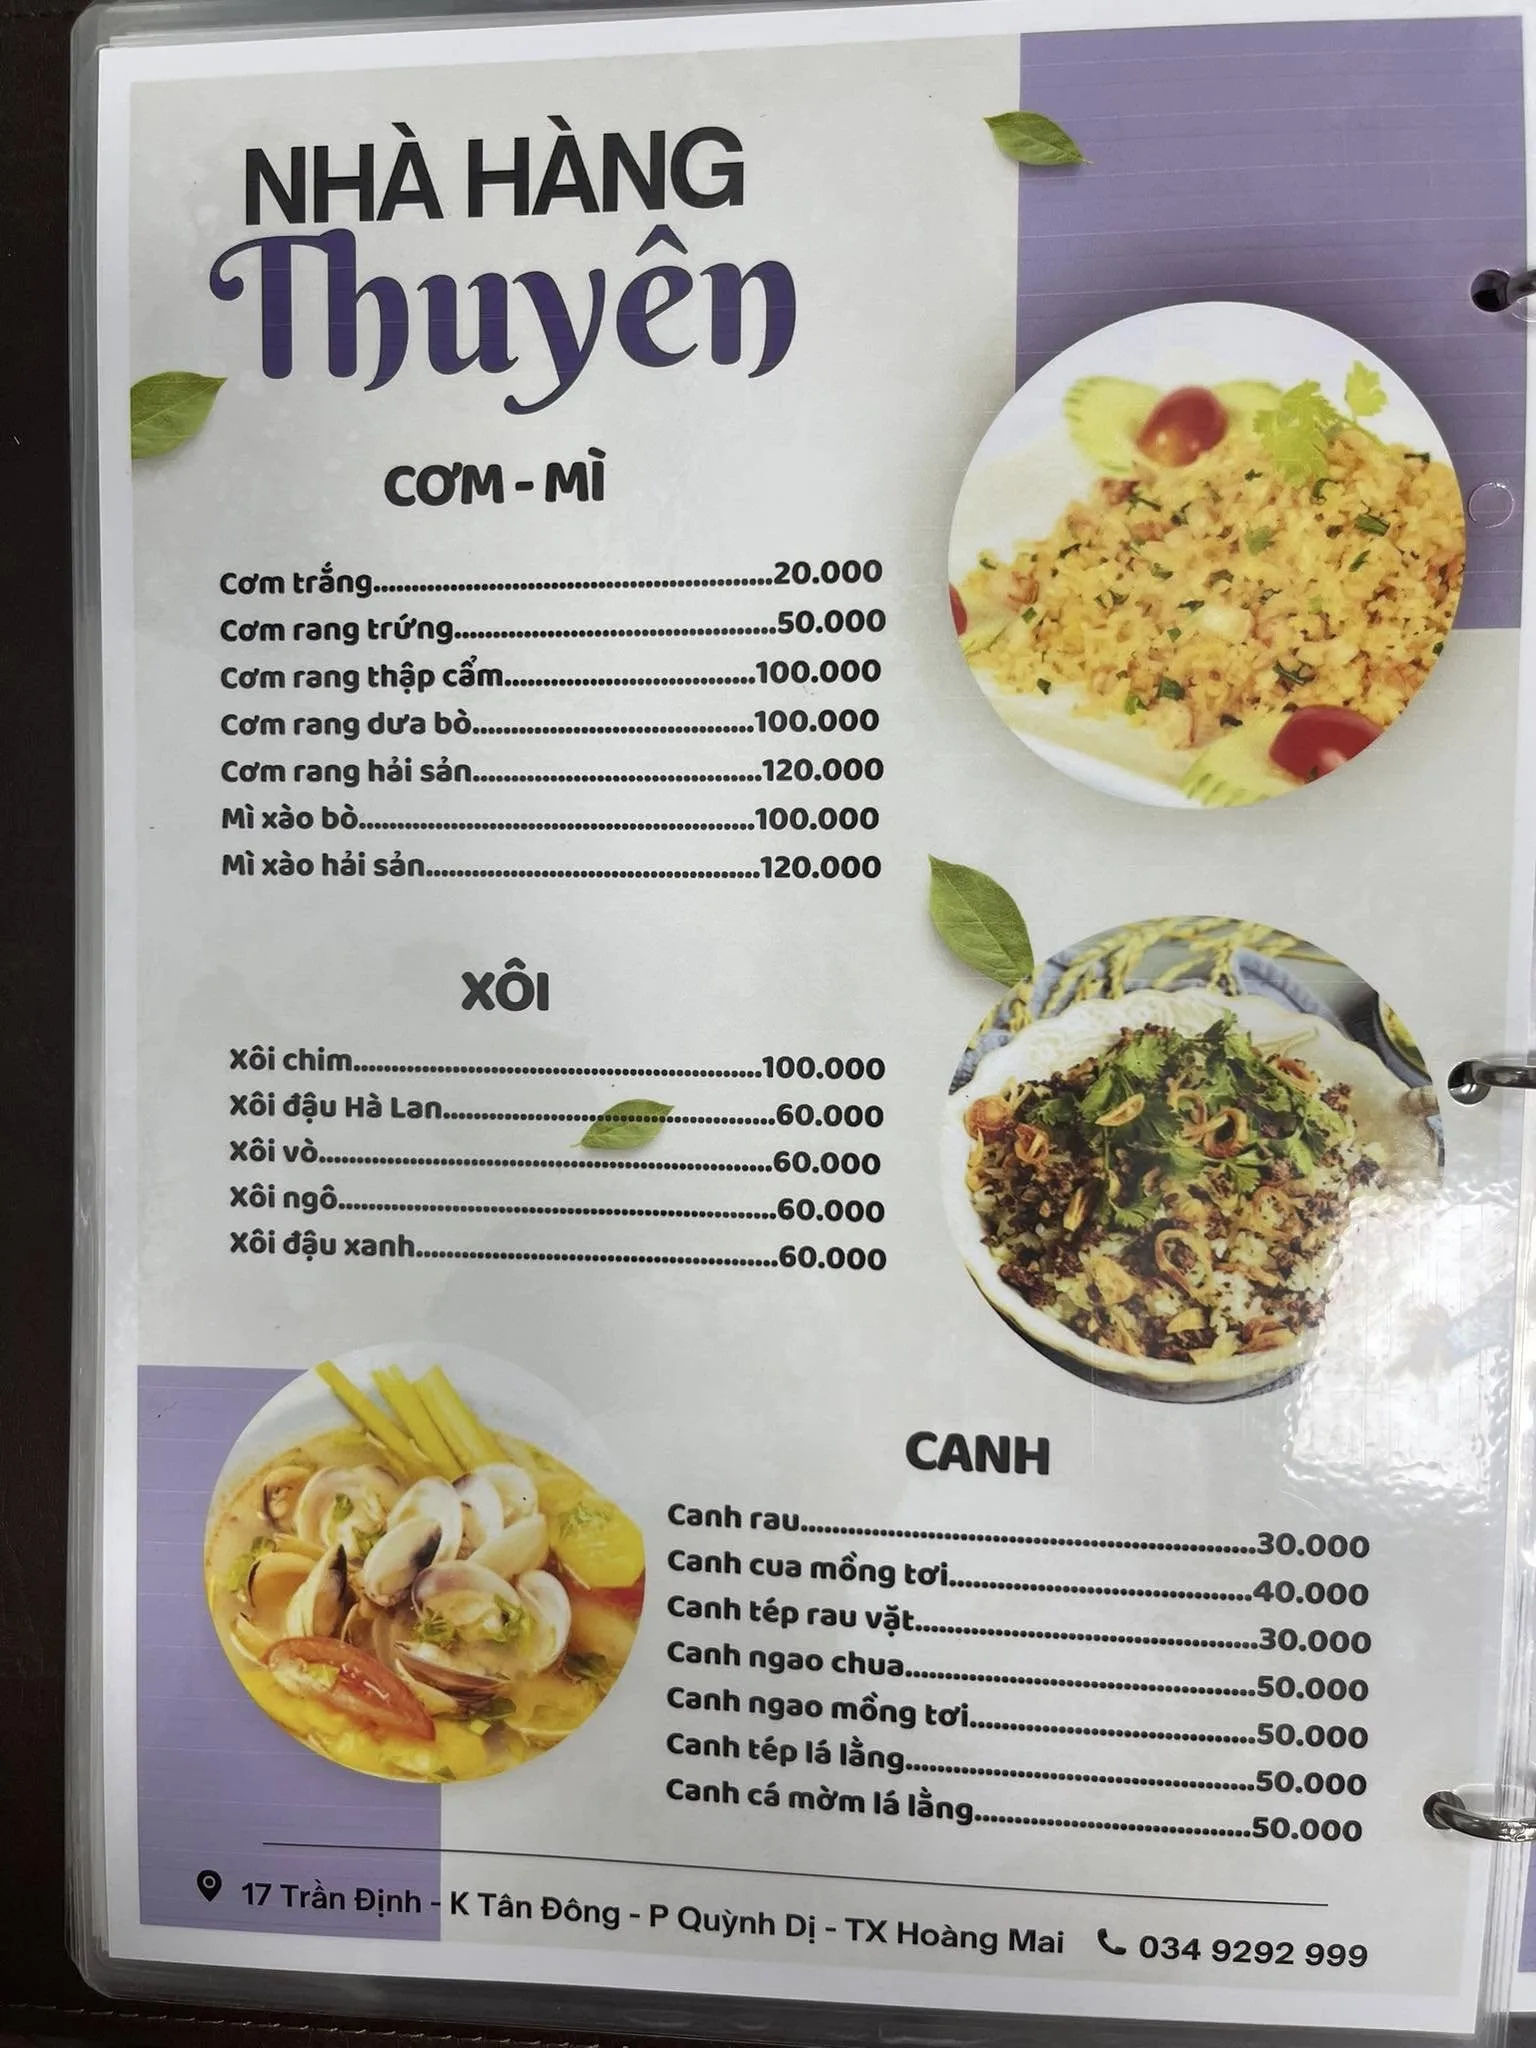 NHÀ HÀNG
Thuyên
CƠM - MÌ
Cơm trắng....................20.000
Cơm rang trứng....................50.000
Cơm rang thập cẩm....................100.000
Cơm rang dưa bò....................100.000
Cơm rang hải sản....................120.000
Mì xào bò....................100.000
Mì xào hải sản....................120.000
XÔI
Xôi chim....................100.000
Xôi đậu Hà Lan....................60.000
Xôi vò....................60.000
Xôi ngô....................60.000
Xôi đậu xanh....................60.000
CANH
Canh rau....................30.000
Canh cua mồng tơi....................40.000
Canh tép rau vặt....................30.000
Canh ngao chua....................50.000
Canh ngao mồng tơi....................50.000
Canh tép lá lằng....................50.000
Canh cá mờm lá lằng....................50.000
17 Trần Định - K Tân Đông - P Quỳnh Dị - TX Hoàng Mai 034 9292 999